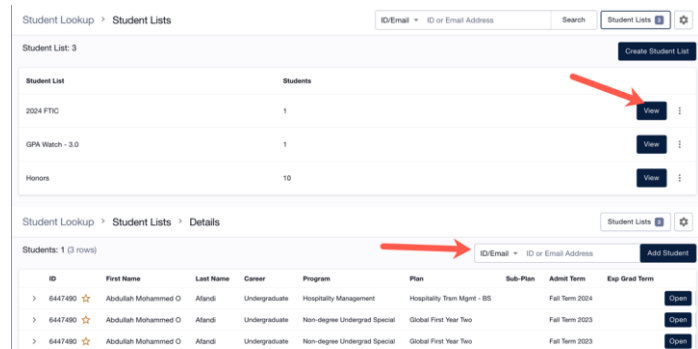 Student Lookup > Student Lists ID/Email ID or Email Address Search Student Lists 3
Student List: 3 Create Student List
Student List Students
2024 FTIC 1 View
GPA Watch - 3.0 1 View
Honors 10 View
Student Lookup > Student Lists > Details Student Lists 3
Students: 1 (3 rows) ID/Email ID or Email Address Add Student
ID First Name Last Name Career Program Plan Sub-Plan Admit Term Exp Grad Term
> 6447490 Abdullah Mohammed O Afandi Undergraduate Hospitality Management Hospitality Trsm Mgmt - BS Fall Term 2024 Open
> 6447490 Abdullah Mohammed O Afandi Undergraduate Non-degree Undergrad Special Global First Year Two Fall Term 2023 Open
> 6447490 Abdullah Mohammed O Afandi Undergraduate Non-degree Undergrad Special Global First Year Two Fall Term 2023 Open